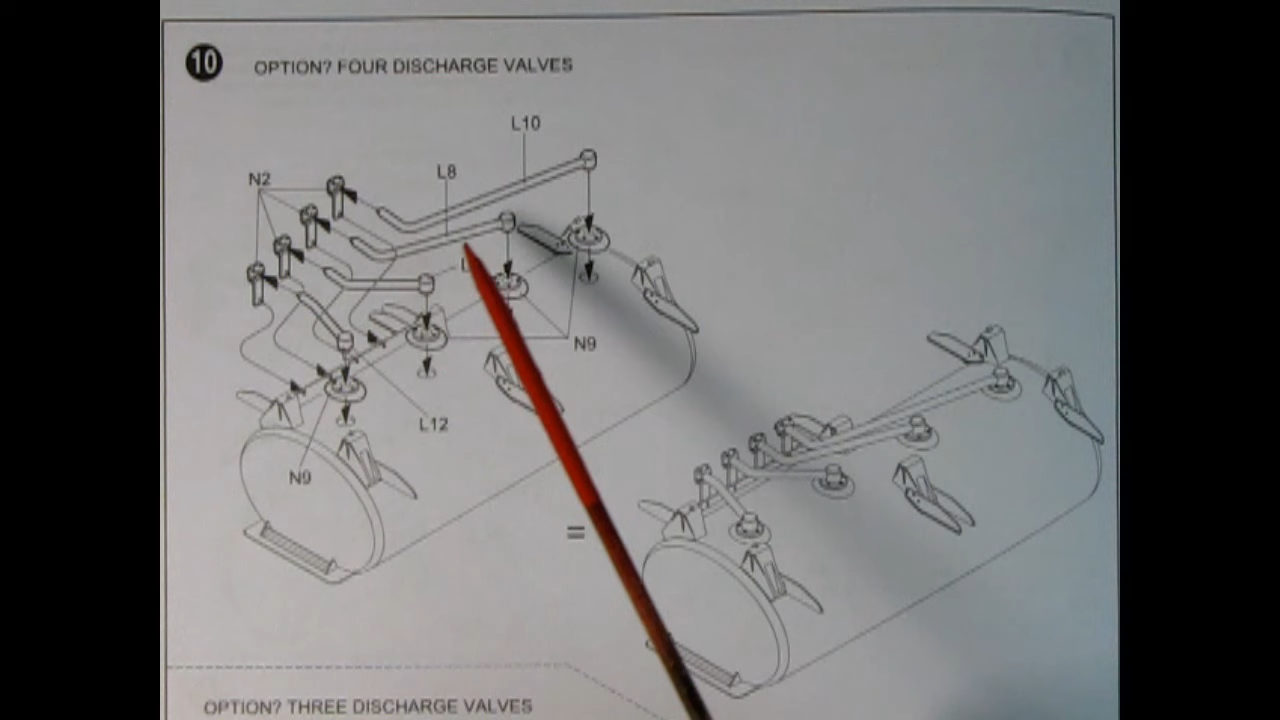 10 OPTION? FOUR DISCHARGE VALVES
L10
L8
N2
N9
L12
N9
=
OPTION? THREE DISCHARGE VALVES